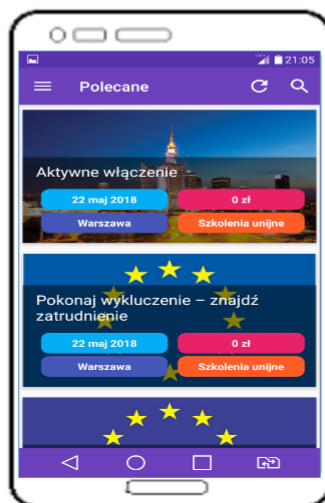 21:05
Polecane
Aktywne włączenie
22 maj 2018
0 zł
Warszawa
Szkolenia unijne
Pokonaj wykluczenie – znajdź
zatrudnienie
22 maj 2018
0 zł
Warszawa
Szkolenia unijne